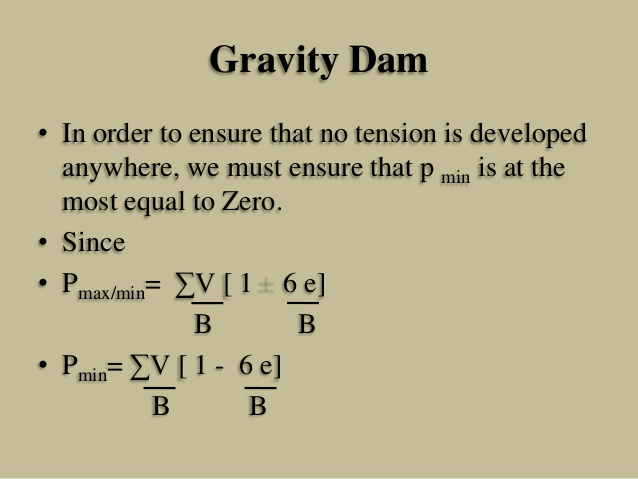 Gravity Dam
• In order to ensure that no tension is developed
anywhere, we must ensure that p min is at the
most equal to Zero.
• Since
• Pmax/min= ∑V [ 1 ± 6 e]
B B
• Pmin= ∑V [ 1 - 6 e]
B B